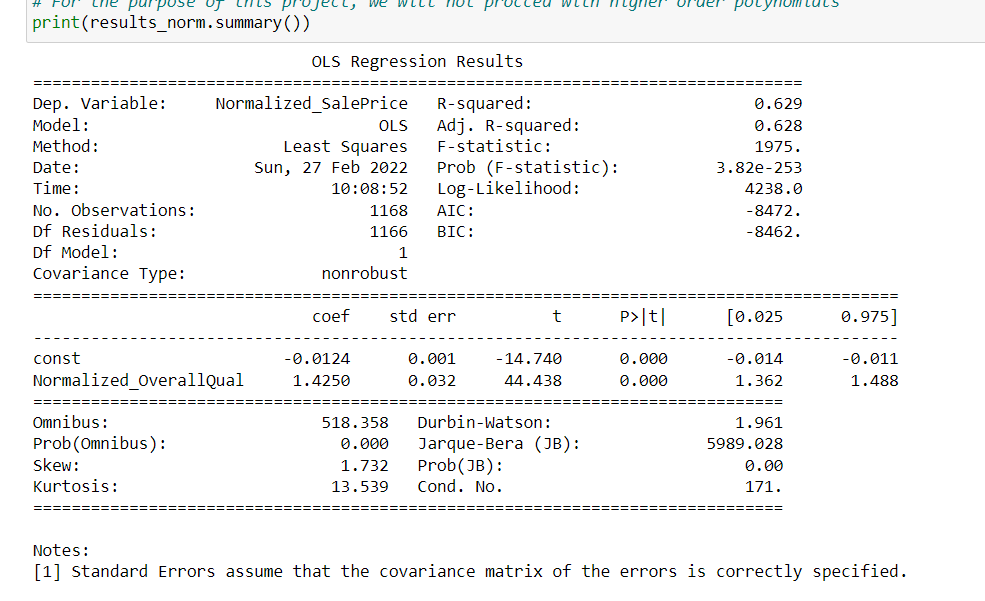 # For the purpose of this project, we will not procced with higher order polynomials
print(results_norm.summary())
OLS Regression Results
==============================================================================
Dep. Variable: Normalized_SalePrice R-squared: 0.629
Model: OLS Adj. R-squared: 0.628
Method: Least Squares F-statistic: 1975.
Date: Sun, 27 Feb 2022 Prob (F-statistic): 3.82e-253
Time: 10:08:52 Log-Likelihood: 4238.0
No. Observations: 1168 AIC: -8472.
Df Residuals: 1166 BIC: -8462.
Df Model: 1
Covariance Type: nonrobust
==========================================================================================
coef std err t P>|t| [0.025 0.975]
------------------------------------------------------------------------------------------
const -0.0124 0.001 -14.740 0.000 -0.014 -0.011
Normalized_OverallQual 1.4250 0.032 44.438 0.000 1.362 1.488
==============================================================================
Omnibus: 518.358 Durbin-Watson: 1.961
Prob(Omnibus): 0.000 Jarque-Bera (JB): 5989.028
Skew: 1.732 Prob(JB): 0.00
Kurtosis: 13.539 Cond. No. 171.
==============================================================================
Notes:
[1] Standard Errors assume that the covariance matrix of the errors is correctly specified.